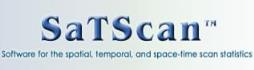 SaTScan™
Software for the spatial, temporal, and space-time scan statistics